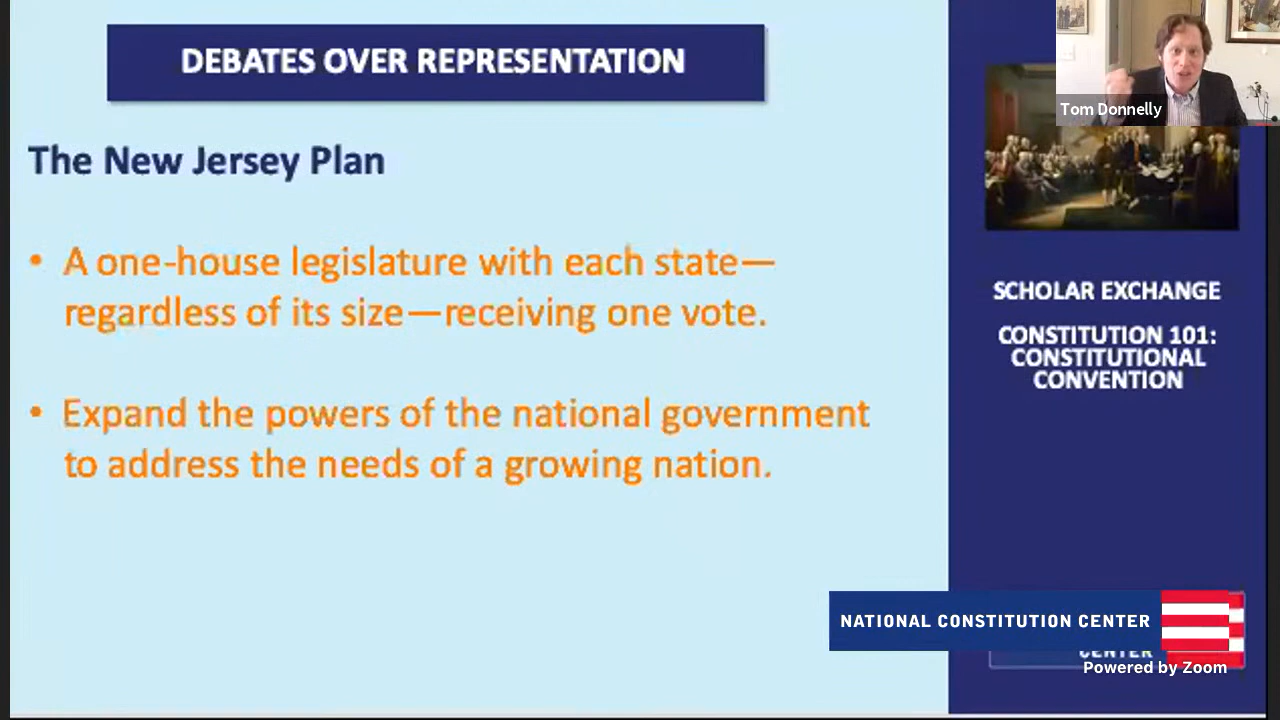 DEBATES OVER REPRESENTATION
The New Jersey Plan
• A one-house legislature with each state—
regardless of its size—receiving one vote.
• Expand the powers of the national government
to address the needs of a growing nation.
Tom Donnelly
SCHOLAR EXCHANGE
CONSTITUTION 101:
CONSTITUTIONAL
CONVENTION
NATIONAL CONSTITUTION CENTER
CENTER
Powered by Zoom